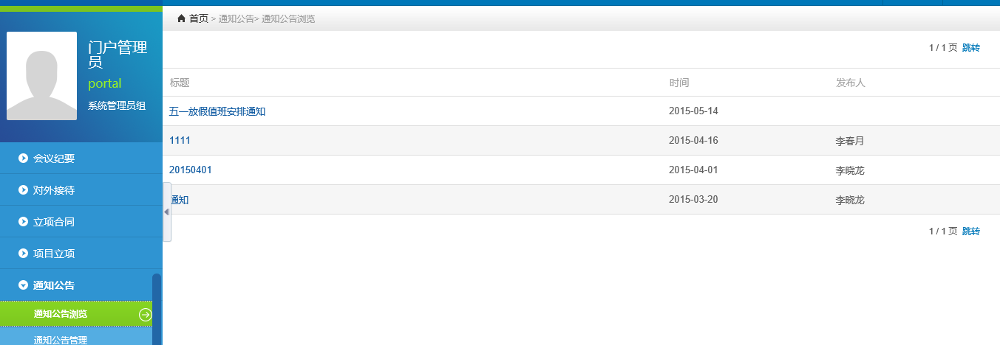 首页 > 通知公告> 通知公告浏览
门户管理员
portal
系统管理员组
会议纪要
对外接待
立项合同
项目立项
通知公告
通知公告浏览
通知公告管理
1 / 1 页 跳转
标题 时间 发布人
五一放假值班安排通知 2015-05-14
1111 2015-04-16 李春月
20150401 2015-04-01 李晓龙
通知 2015-03-20 李晓龙
1 / 1 页 跳转